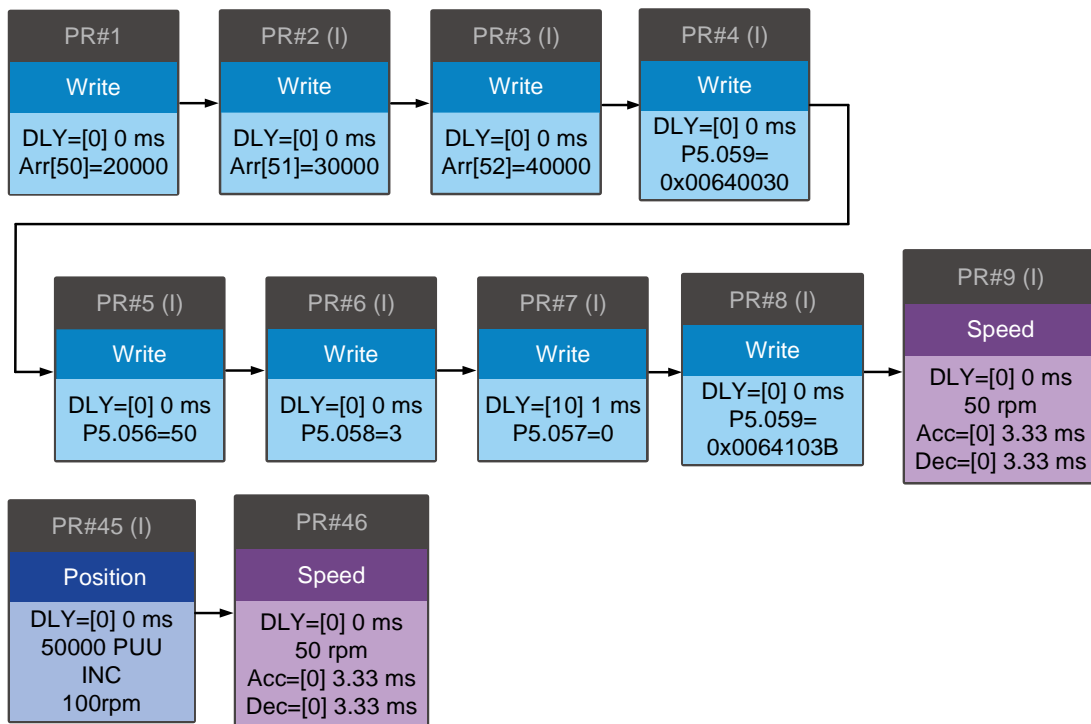 PR#1
Write
DLY=[0] 0 ms
Arr[50]=20000
PR#2 (I)
Write
DLY=[0] 0 ms
Arr[51]=30000
PR#3 (I)
Write
DLY=[0] 0 ms
Arr[52]=40000
PR#4 (I)
Write
DLY=[0] 0 ms
P5.059=
0x00640030
PR#5 (I)
Write
DLY=[0] 0 ms
P5.056=50
PR#6 (I)
Write
DLY=[0] 0 ms
P5.058=3
PR#7 (I)
Write
DLY=[10] 1 ms
P5.057=0
PR#8 (I)
Write
DLY=[0] 0 ms
P5.059=
0x0064103B
PR#9 (I)
Speed
DLY=[0] 0 ms
50 rpm
Acc=[0] 3.33 ms
Dec=[0] 3.33 ms
PR#45 (I)
Position
DLY=[0] 0 ms
50000 PUU
INC
100rpm
PR#46
Speed
DLY=[0] 0 ms
50 rpm
Acc=[0] 3.33 ms
Dec=[0] 3.33 ms